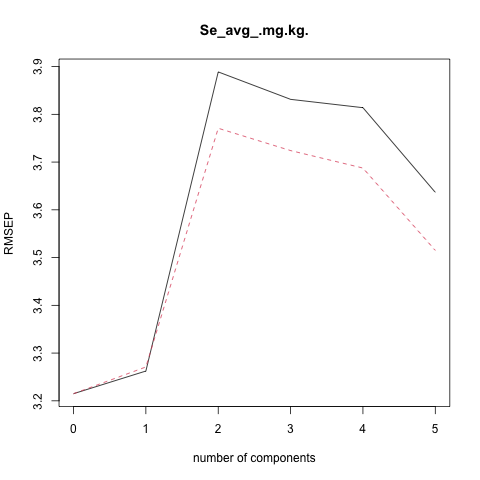 Se_avg_.mg.kg.
3.9
3.8
3.7
3.6
3.5
3.4
3.3
3.2
RMSEP
0 1 2 3 4 5
number of components